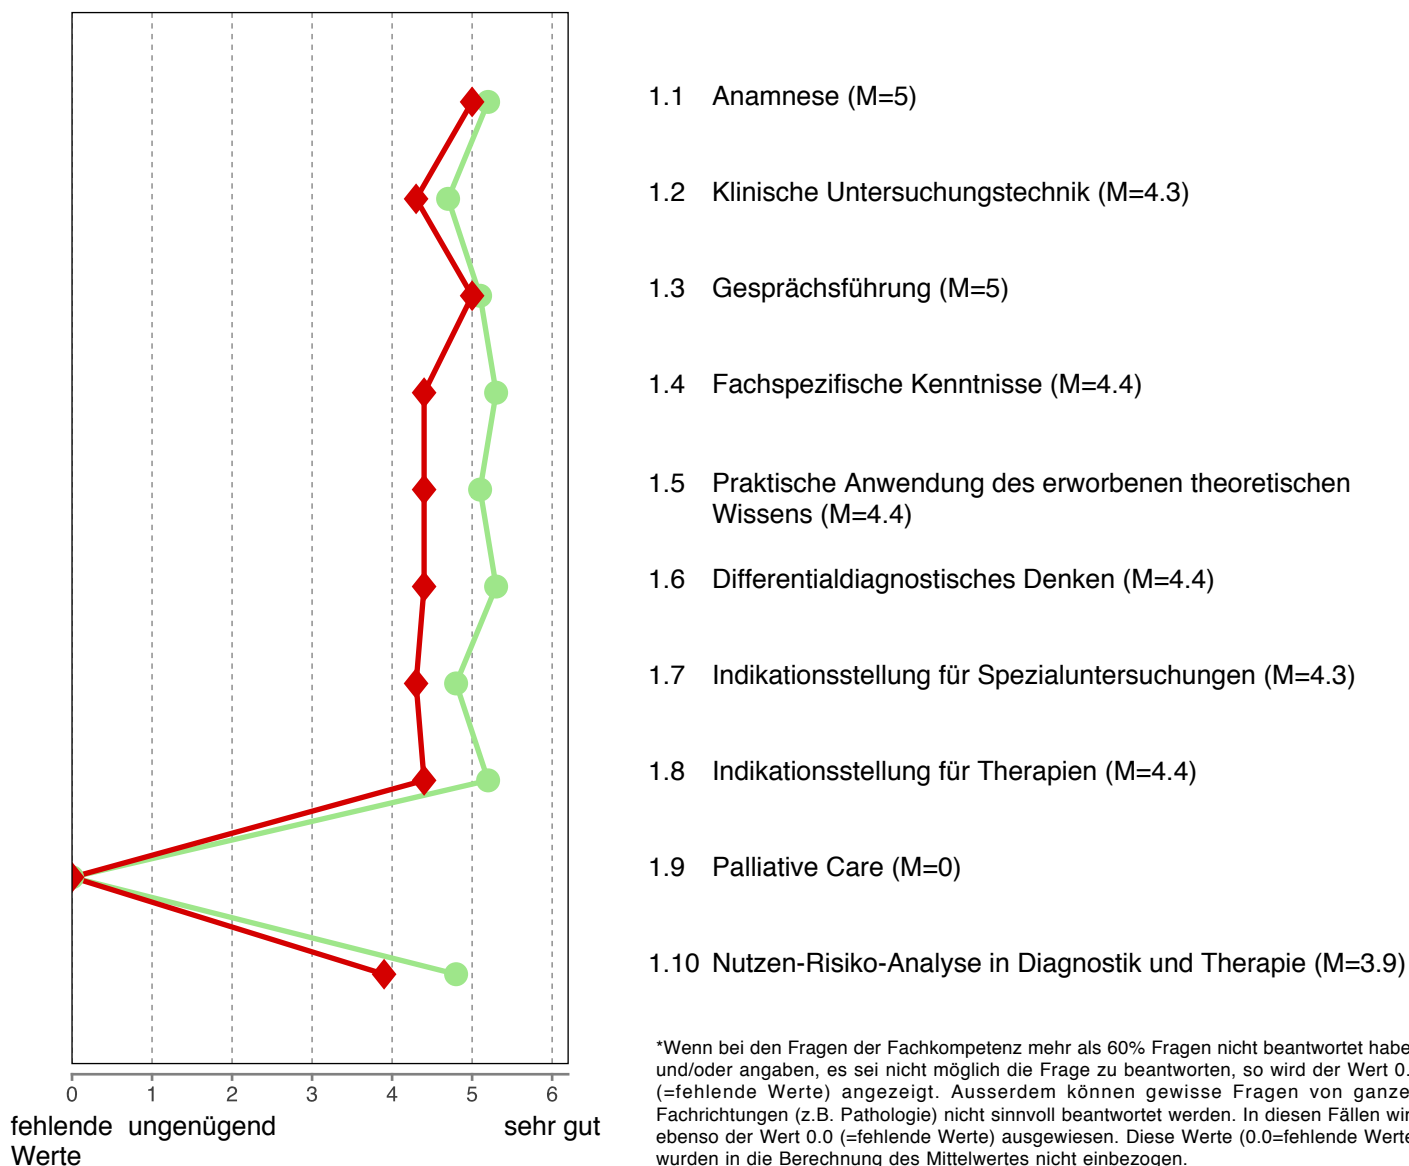 1.1 Anamnese (M=5)
1.2 Klinische Untersuchungstechnik (M=4.3)
1.3 Gesprächsführung (M=5)
1.4 Fachspezifische Kenntnisse (M=4.4)
1.5 Praktische Anwendung des erworbenen theoretischen
Wissens (M=4.4)
1.6 Differentialdiagnostisches Denken (M=4.4)
1.7 Indikationsstellung für Spezialuntersuchungen (M=4.3)
1.8 Indikationsstellung für Therapien (M=4.4)
1.9 Palliative Care (M=0)
1.10 Nutzen-Risiko-Analyse in Diagnostik und Therapie (M=3.9)
0 1 2 3 4 5 6
fehlende ungenügend sehr gut
Werte
*Wenn bei den Fragen der Fachkompetenz mehr als 60% Fragen nicht beantwortet habe
und/oder angaben, es sei nicht möglich die Frage zu beantworten, so wird der Wert 0.
(=fehlende Werte) angezeigt. Ausserdem können gewisse Fragen von ganze
Fachrichtungen (z.B. Pathologie) nicht sinnvoll beantwortet werden. In diesen Fällen wir
ebenso der Wert 0.0 (=fehlende Werte) ausgewiesen. Diese Werte (0.0=fehlende Werte
wurden in die Berechnung des Mittelwertes nicht einbezogen.